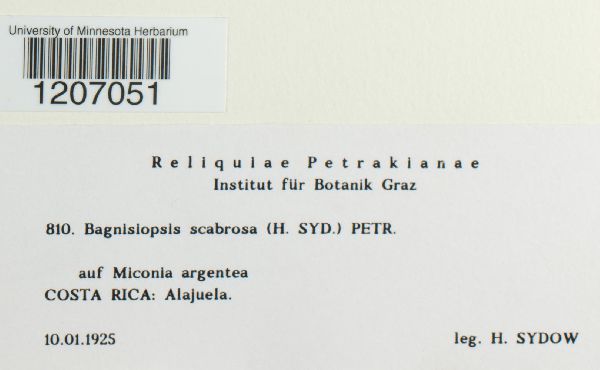 University of Minnesota Herbarium
1207051
Reliquiae Petrakianae
Institut für Botanik Graz
810. Bagnisiopsis scabrosa (H. SYD.) PETR.
auf Miconia argentea
COSTA RICA: Alajuela.
10.01.1925 leg. H. SYDOW